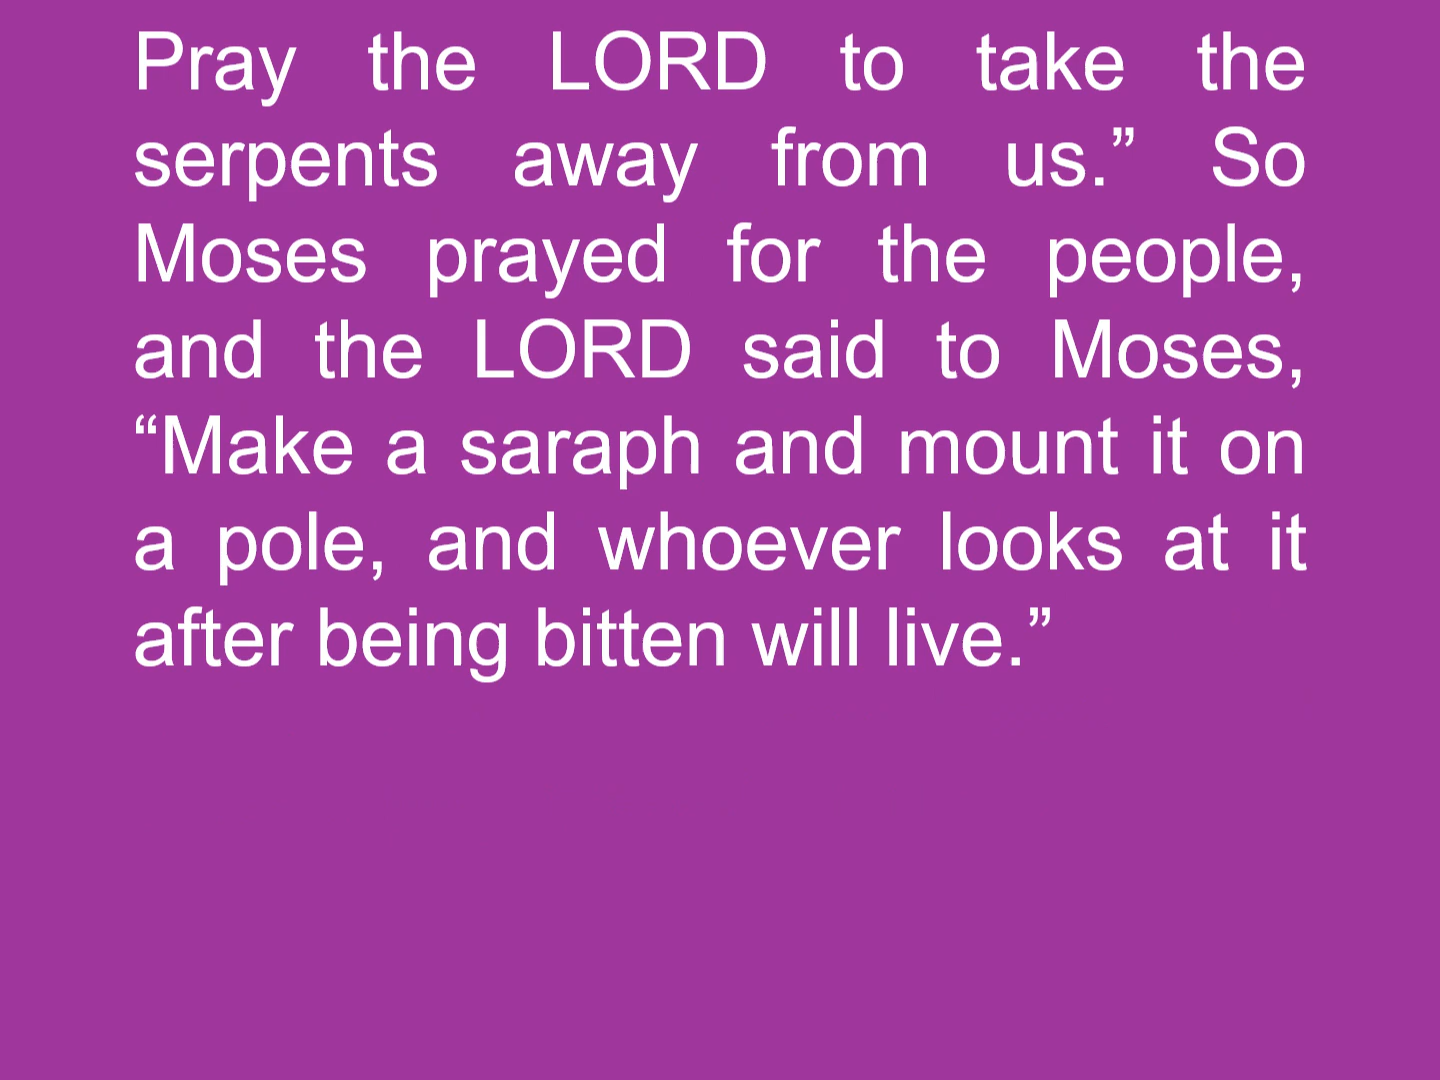 Pray the LORD to take the
serpents away from us.” So
Moses prayed for the people,
and the LORD said to Moses,
“Make a saraph and mount it on
a pole, and whoever looks at it
after being bitten will live.”